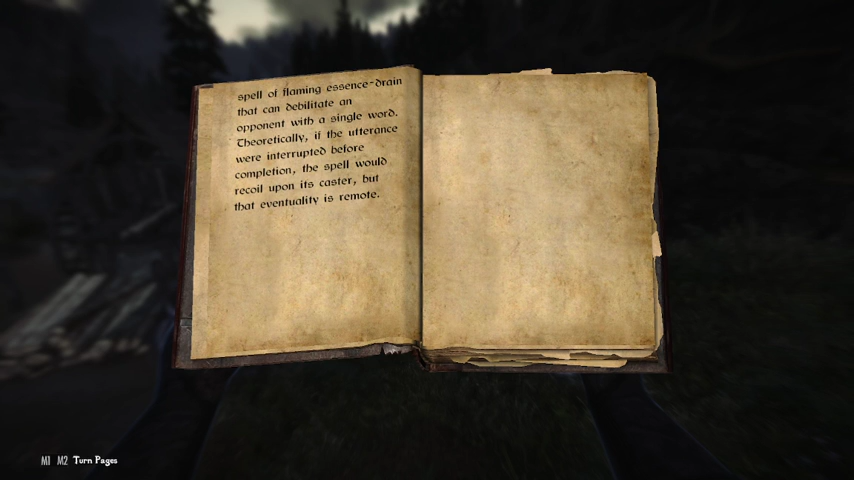 spell of flaming essence-drain
that can debilitate an
opponent with a single word.
Theoretically, if the utterance
were interrupted before
completion, the spell would
recoil upon its caster, but
that eventuality is remote.
M1 M2 Turn Pages